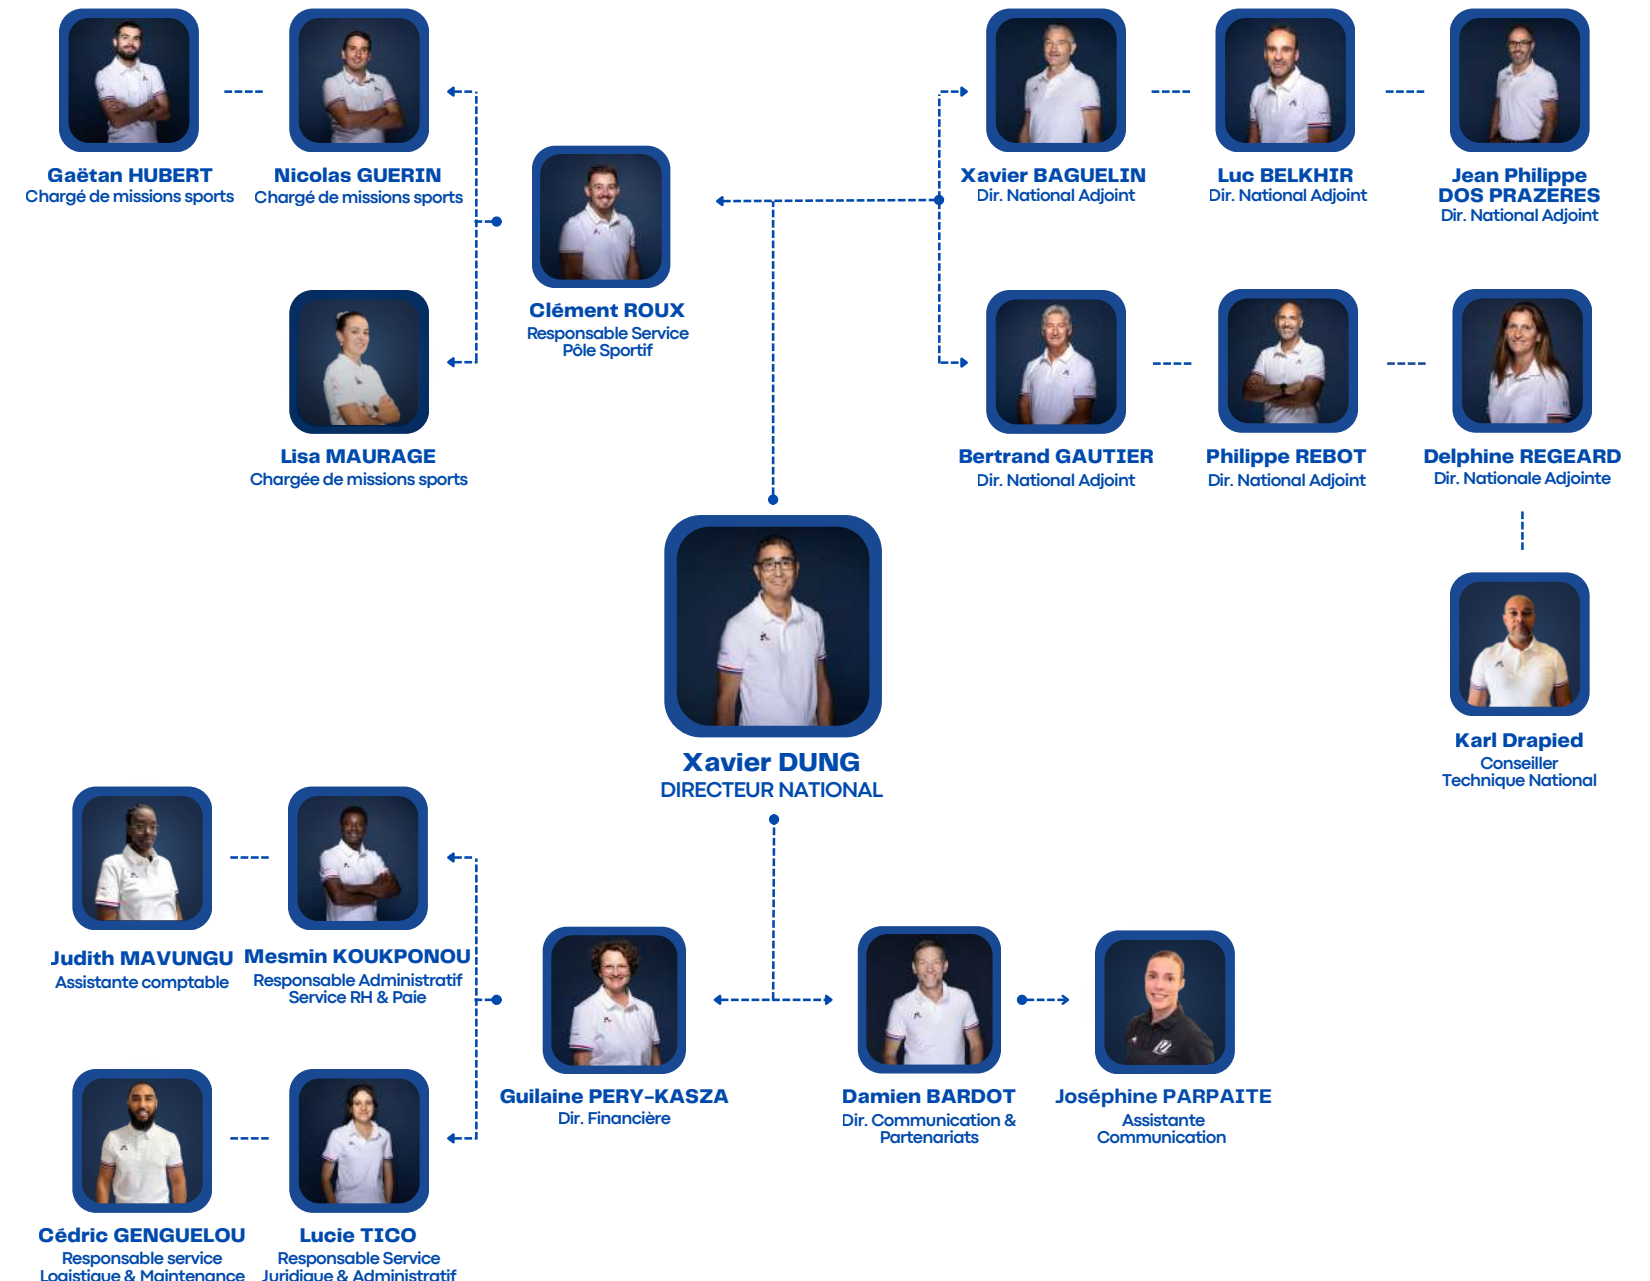 Gaëtan HUBERT
Chargé de missions sports
Nicolas GUERIN
Chargé de missions sports
Clément ROUX
Responsable Service
Pôle Sportif
Lisa MAURAGE
Chargée de missions sports
Xavier BAGUELIN
Dir. National Adjoint
Luc BELKHIR
Dir. National Adjoint
Jean Philippe
DOS PRAZERES
Dir. National Adjoint
Bertrand GAUTIER
Dir. National Adjoint
Philippe REBOT
Dir. National Adjoint
Delphine REGEARD
Dir. Nationale Adjointe
Karl Drapied
Conseiller
Technique National
Xavier DUNG
DIRECTEUR NATIONAL
Judith MAVUNGU
Assistante comptable
Mesmin KOUKPONOU
Responsable Administratif
Service RH & Paie
Guilaine PERY-KASZA
Dir. Financière
Damien BARDOT
Dir. Communication &
Partenariats
Joséphine PARPAITE
Assistante
Communication
Cédric GENGUELOU
Responsable service
Logistique & Maintenance
Lucie TICO
Responsable Service
Juridique & Administratif